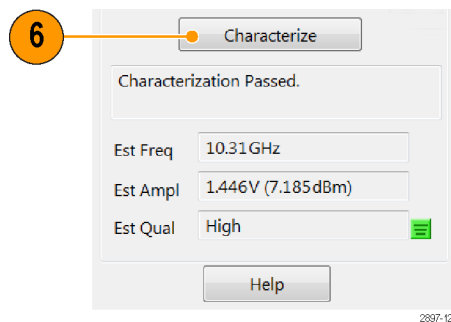 6
Characterize
Characterization Passed.
Est Freq 10.31GHz
Est Ampl 1.446V (7.185dBm)
Est Qual High
Help
2897-12